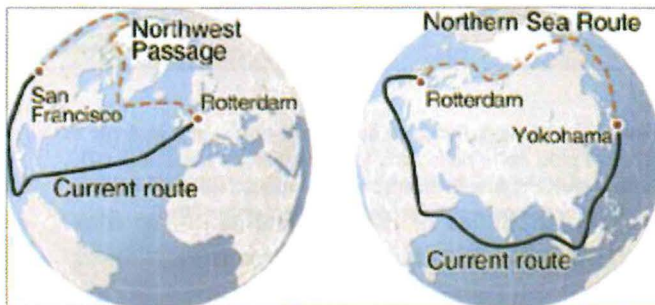 Northwest
Passage
San
Francisco
Rotterdam
Current route
Northern Sea Route
Rotterdam
Yokohama
Current route